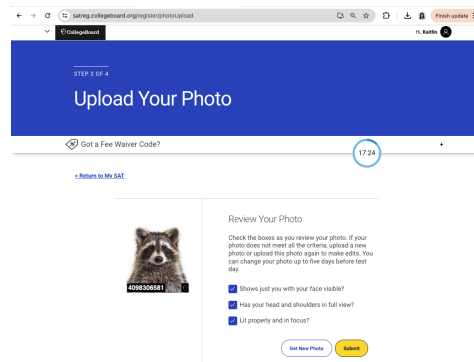 satreg.collegeboard.org/register/photoUpload
Finish update
CollegeBoard
Hi, Kaitlin
STEP 3 OF 4
Upload Your Photo
Got a Fee Waiver Code?
+
17:24
< Return to My SAT
Review Your Photo
Check the boxes as you review your photo. If your
photo does not meet all the criteria, upload a new
photo or upload this photo again to make edits. You
can change your photo up to five days before test
day.
Shows just you with your face visible?
Has your head and shoulders in full view?
Lit properly and in focus?
4098306581
Get New Photo
Submit